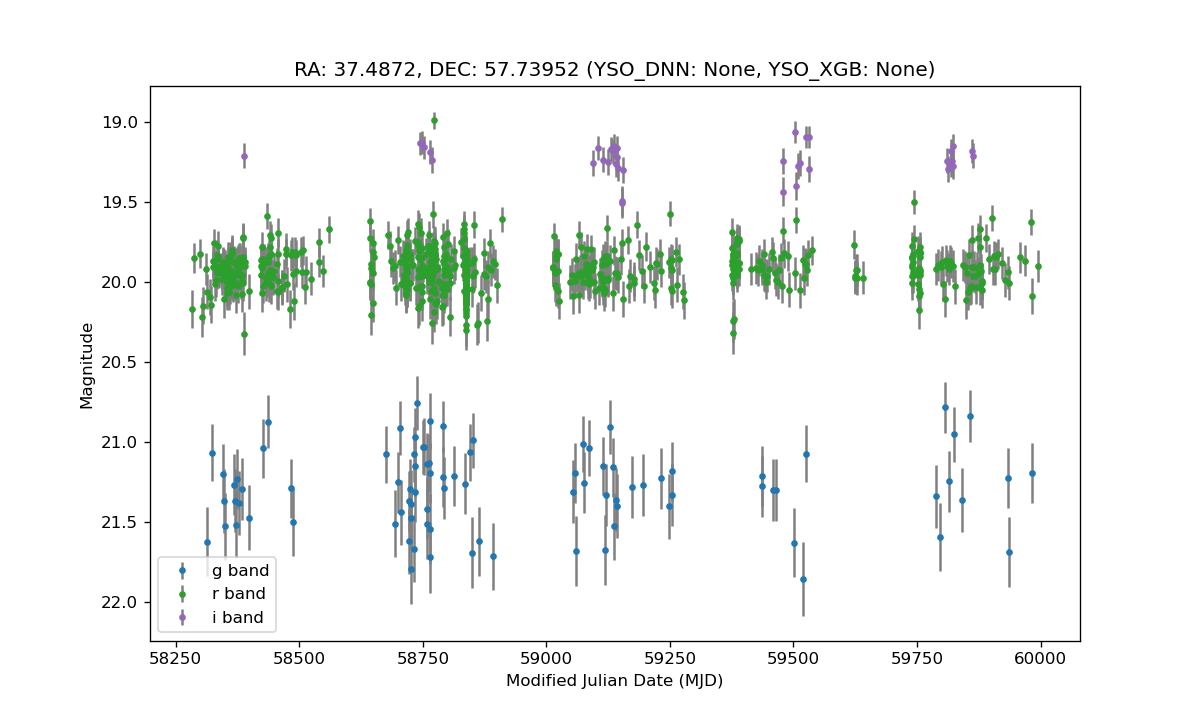 RA: 37.4872, DEC: 57.73952 (YSO_DNN: None, YSO_XGB: None)
19.0
19.5
20.0
20.5
21.0
21.5
22.0
Magnitude
g band
r band
i band
58250 58500 58750 59000 59250 59500 59750 60000
Modified Julian Date (MJD)